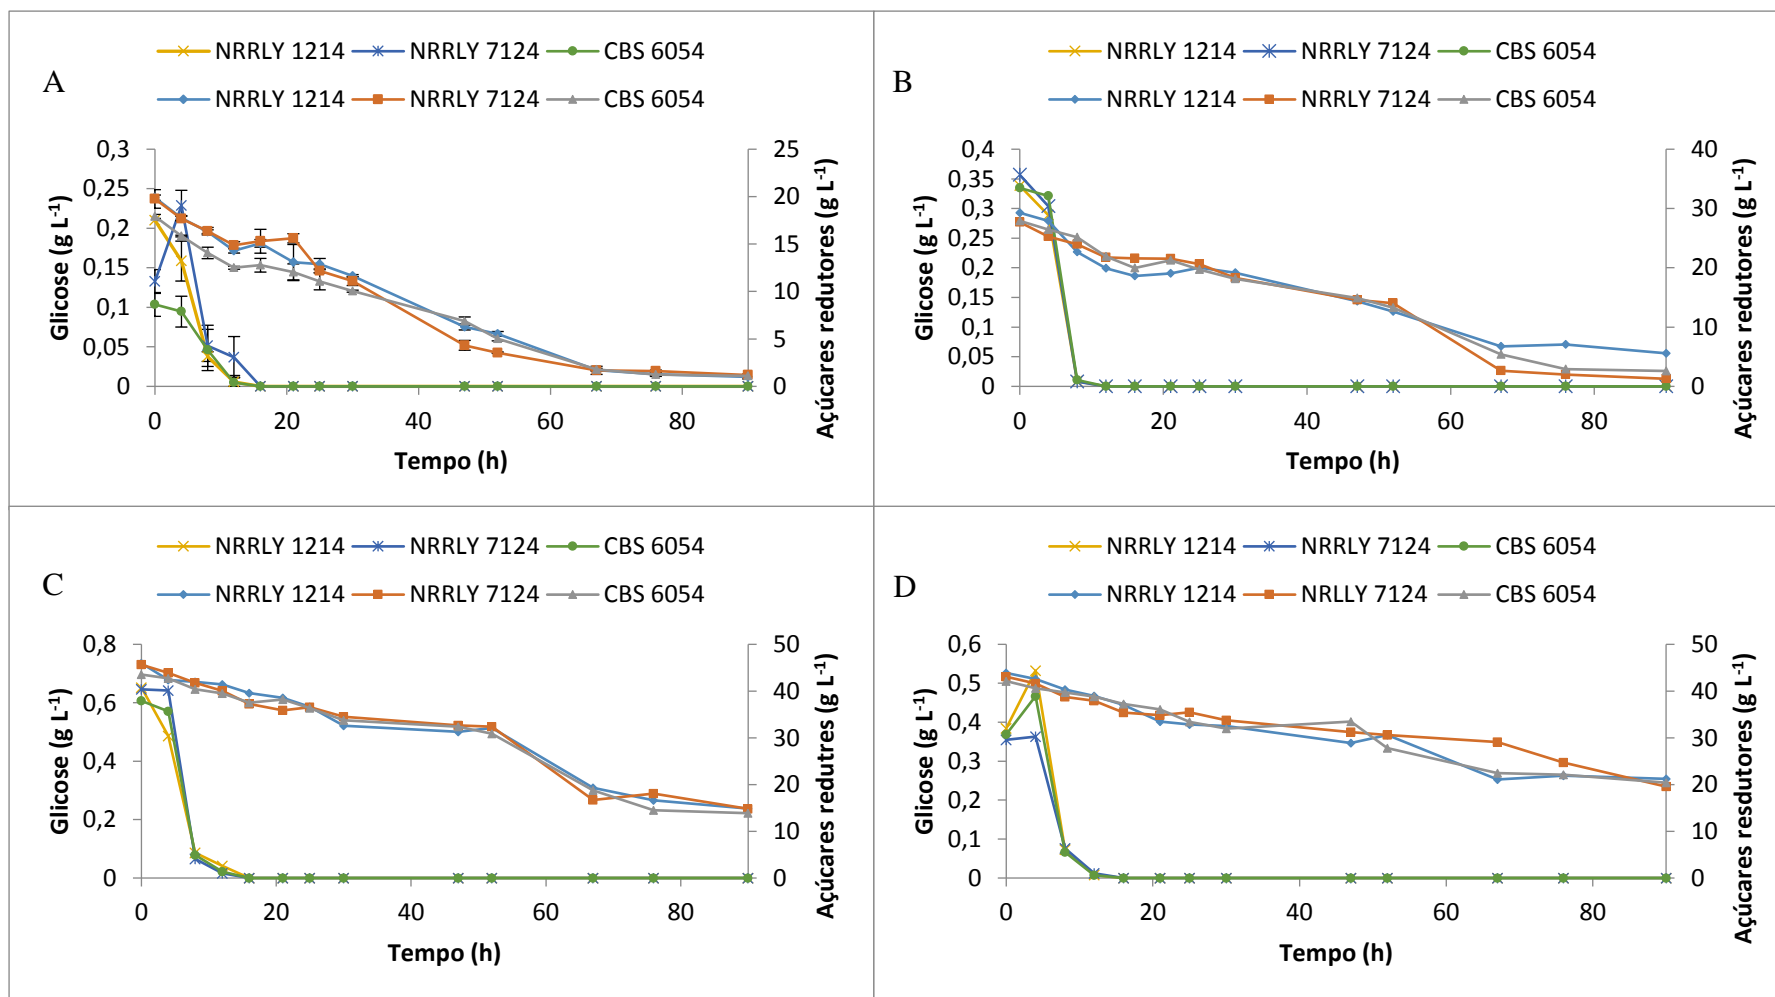 A
NRRLY 1214 NRRLY 7124 CBS 6054
NRRLY 1214 NRRLY 7124 CBS 6054
Glicose (g L-1)
0,3
0,25
0,2
0,15
0,1
0,05
0
25
20
15
10
5
0
Açúcares redutores (g L-1)
0 20 40 60 80
Tempo (h)
B
NRRLY 1214 NRRLY 7124 CBS 6054
NRRLY 1214 NRRLY 7124 CBS 6054
Glicose (g L-1)
0,4
0,35
0,3
0,25
0,2
0,15
0,1
0,05
0
40
30
20
10
0
Açúcares redutores (g L-1)
0 20 40 60 80
Tempo (h)
C
NRRLY 1214 NRRLY 7124 CBS 6054
NRRLY 1214 NRRLY 7124 CBS 6054
Glicose (g L-1)
0,8
0,6
0,4
0,2
0
50
40
30
20
10
0
Açúcares redutres (g L-1)
0 20 40 60 80
Tempo (h)
D
NRRLY 1214 NRRLY 7124 CBS 6054
NRRLY 1214 NRLLY 7124 CBS 6054
Glicose (g L-1)
0,6
0,5
0,4
0,3
0,2
0,1
0
50
40
30
20
10
0
Açúcares resdutores (g L-1)
0 20 40 60 80
Tempo (h)